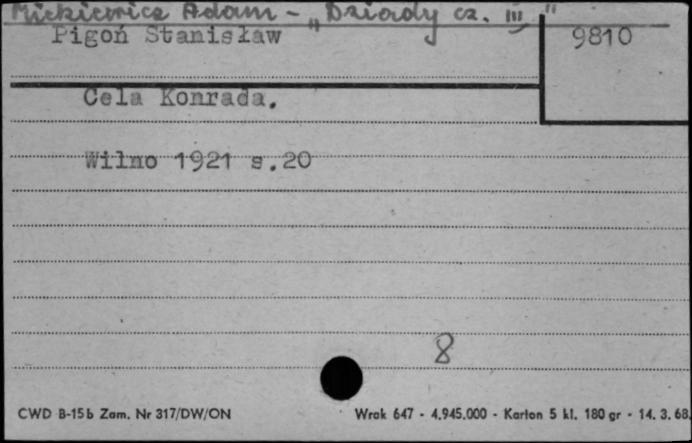 Mickiewicz Adam - „Dziady cz. III"
Pigoń Stanisław
9810
Cela Konrada.
Wilno 1921 s.20
8
CWD B-15b Zam. Nr 317/DW/ON
Wrak 647 - 4.945.000 - Karton 5 kl. 180 gr - 14. 3. 68.